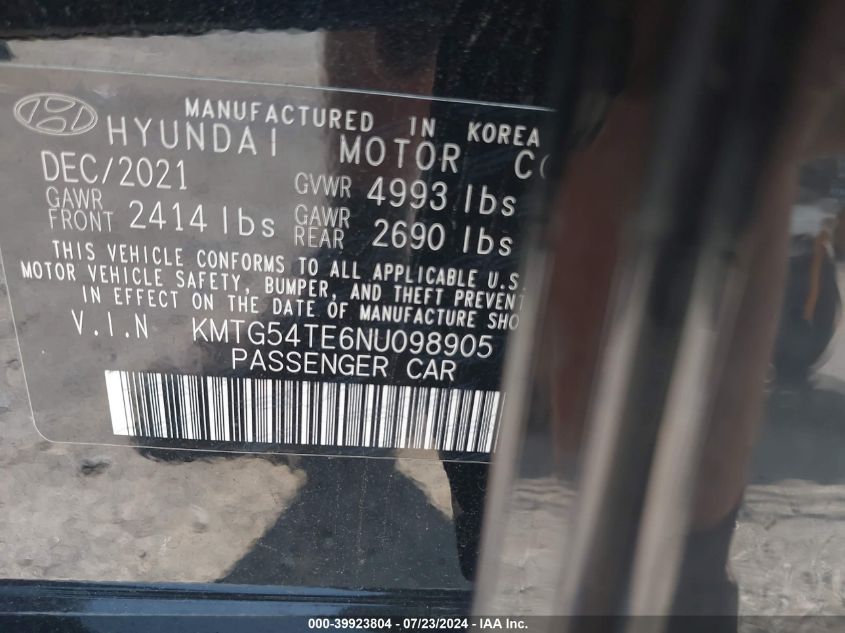 MANUFACTURED IN KOREA
HYUNDAI MOTOR
DEC/2021 GVWR 4993 lbs
GAWR FRONT 2414 lbs GAWR REAR 2690 lbs
THIS VEHICLE CONFORMS TO ALL APPLICABLE U.S.
MOTOR VEHICLE SAFETY, BUMPER, AND THEFT PREVENT
IN EFFECT ON THE DATE OF MANUFACTURE SHO
V.I.N KMTG54TE6NU098905
PASSENGER CAR
000-39923804 - 07/23/2024 - IAA Inc.